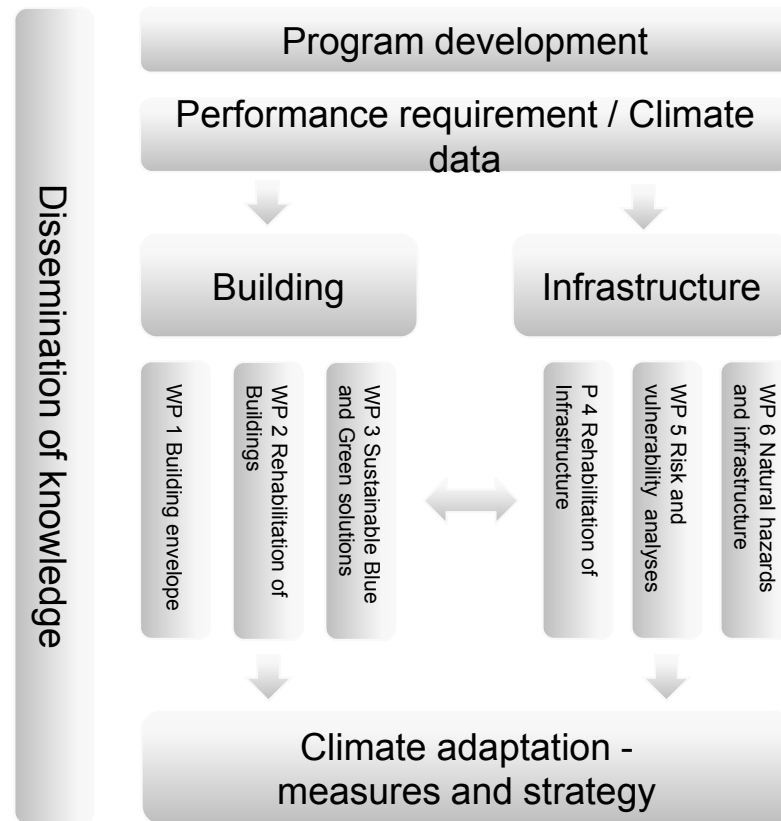 Dissemination of knowledge
Program development
Performance requirement / Climate
data
Building
Infrastructure
WP 1 Building envelope
WP 2 Rehabilitation of
Buildings
WP 3 Sustainable Blue
and Green solutions
P 4 Rehabilitation of
Infrastructure
WP 5 Risk and
vulnerability analyses
WP 6 Natural hazards
and infrastructure
Climate adaptation -
measures and strategy